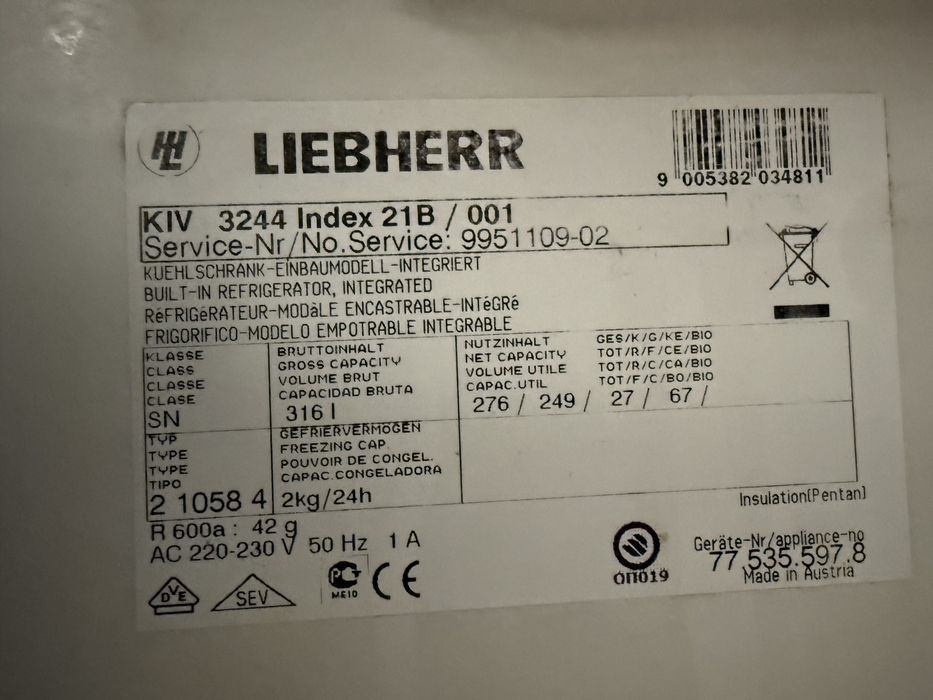 LIEBHERR
9 005382 034811
KIV 3244 Index 21B / 001
Service-Nr/No.Service: 9951109-02
KUEHLSCHRANK-EINBAUMODELL-INTEGRIERT
BUILT-IN REFRIGERATOR, INTEGRATED
RéFRIGéRATEUR-MODàLE ENCASTRABLE-INTéGRé
FRIGORIFICO-MODELO EMPOTRABLE INTEGRABLE
KLASSE
CLASS
CLASSE
CLASE
SN
BRUTTOINHALT
GROSS CAPACITY
VOLUME BRUT
CAPACIDAD BRUTA
316 l
NUTZINHALT GES/K/G/KE/BIO
NET CAPACITY TOT/R/F/CE/BIO
VOLUME UTILE TOT/R/C/CA/BIO
CAPAC.UTIL TOT/F/C/BO/BIO
276 / 249 / 27 / 67 /
TYP
TYPE
TYPE
TIPO
2 1058 4
GEFRIERVERMÖGEN
FREEZING CAP.
POUVOIR DE CONGEL.
CAPAC.CONGELADORA
2kg/24h
Insulation(Pentan)
R 600a : 42 g
AC 220-230 V 50 Hz 1 A
Geräte-Nr/appliance-no
77 535.597.8
Made in Austria
DVE
SEV
РСТ
ME10
CE
ОП019